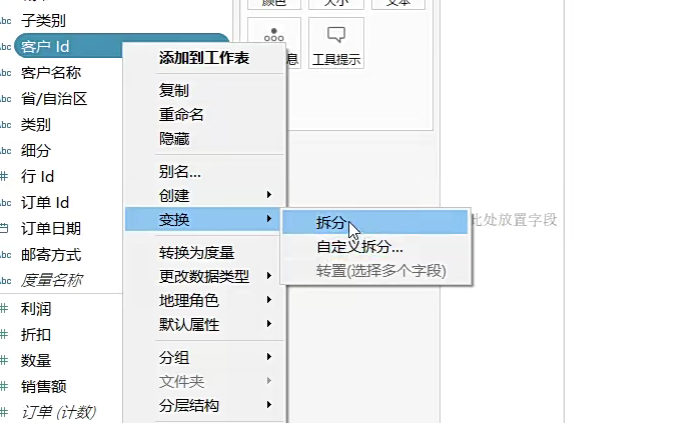 Abc 子类别
颜色 大小 文本
Abc 客户 Id
Abc 客户名称
Abc 省/自治区
Abc 类别
Abc 细分
# 行 Id
Abc 订单 Id
订单日期
Abc 邮寄方式
Abc 度量名称
# 利润
# 折扣
# 数量
# 销售额
# 订单 (计数)
息 工具提示
添加到工作表
复制
重命名
隐藏
别名...
创建
变换
转换为度量
更改数据类型
地理角色
默认属性
分组
文件夹
分层结构
拆分
自定义拆分...
转置(选择多个字段)
此处放置字段